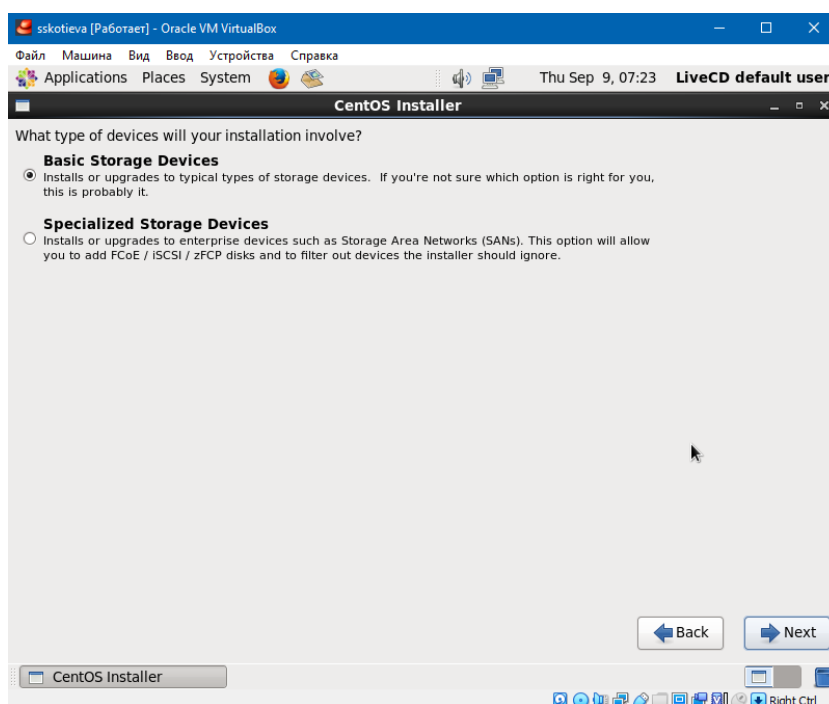 sskotieva [Работает] - Oracle VM VirtualBox
Файл Машина Вид Ввод Устройства Справка
Applications Places System Thu Sep 9, 07:23 LiveCD default user
CentOS Installer
What type of devices will your installation involve?
Basic Storage Devices
Installs or upgrades to typical types of storage devices. If you're not sure which option is right for you,
this is probably it.
Specialized Storage Devices
Installs or upgrades to enterprise devices such as Storage Area Networks (SANs). This option will allow
you to add FCoE / iSCSI / zFCP disks and to filter out devices the installer should ignore.
Back Next
CentOS Installer
Right Ctrl